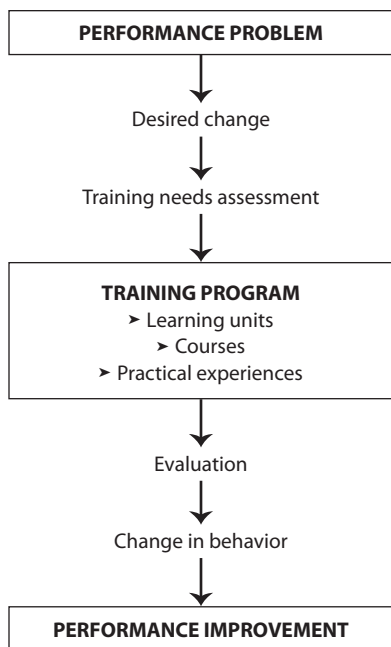 PERFORMANCE PROBLEM
Desired change
Training needs assessment
TRAINING PROGRAM
➤ Learning units
➤ Courses
➤ Practical experiences
Evaluation
Change in behavior
PERFORMANCE IMPROVEMENT